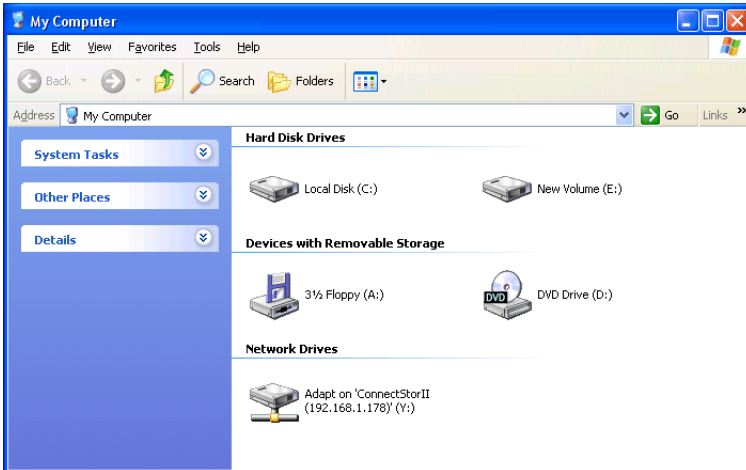 My Computer
File Edit View Favorites Tools Help
Back Search Folders
Address My Computer Go Links »
System Tasks
Other Places
Details
Hard Disk Drives
Local Disk (C:) New Volume (E:)
Devices with Removable Storage
3½ Floppy (A:) DVD DVD Drive (D:)
Network Drives
Adapt on 'ConnectStorII
(192.168.1.178)' (Y:)